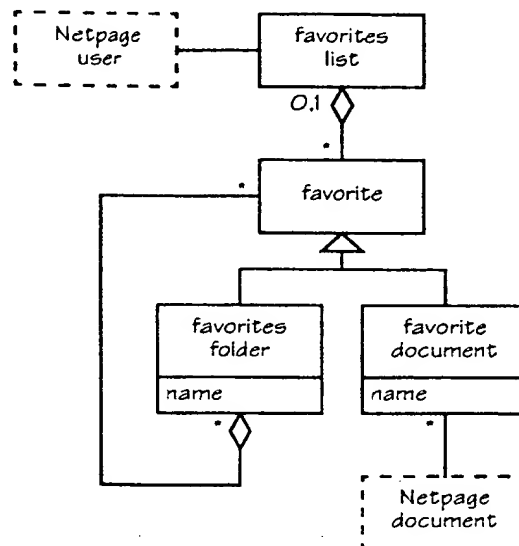 Netpage
user
favorites
list
0,1
*
*
favorite
favorites
folder
name
*
favorite
document
name
*
Netpage
document